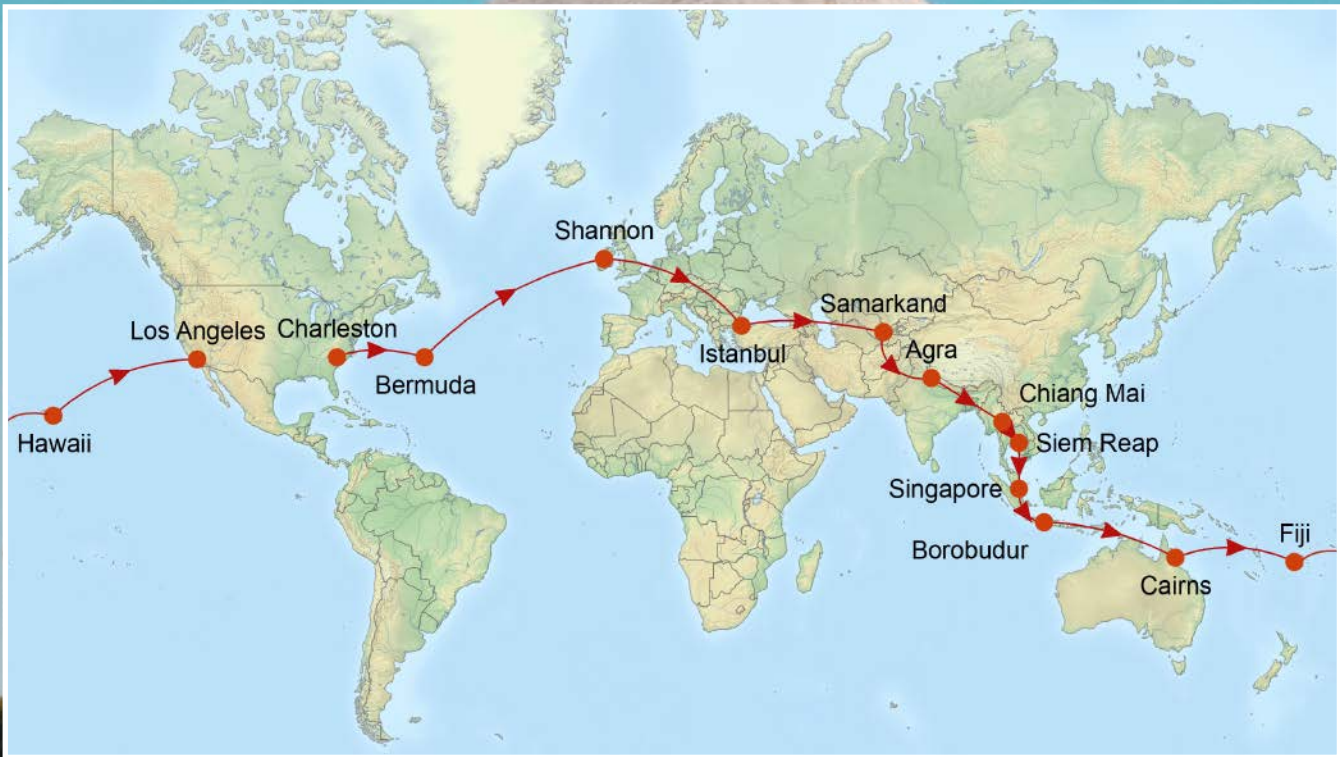 Shannon
Los Angeles
Charleston
Samarkand
Istanbul
Agra
Bermuda
Chiang Mai
Hawaii
Siem Reap
Singapore
Borobudur
Fiji
Cairns